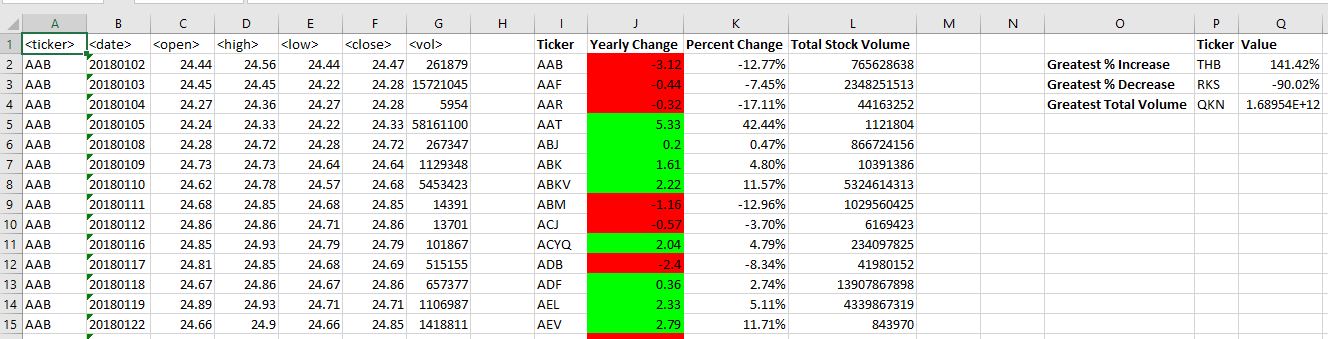 A B C D E F G H I J K L M N O P Q
1 <ticker> <date> <open> <high> <low> <close> <vol> Ticker Yearly Change Percent Change Total Stock Volume Ticker Value
2 AAB 20180102 24.44 24.56 24.44 24.47 261879 AAB -3.12 -12.77% 765628638 Greatest % Increase THB 141.42%
3 AAB 20180103 24.45 24.45 24.22 24.28 15721045 AAF -0.44 -7.45% 2348251513 Greatest % Decrease RKS -90.02%
4 AAB 20180104 24.27 24.36 24.27 24.28 5954 AAR -0.32 -17.11% 44163252 Greatest Total Volume QKN 1.68954E+12
5 AAB 20180105 24.24 24.33 24.22 24.33 58161100 AAT 5.33 42.44% 1121804
6 AAB 20180108 24.28 24.72 24.28 24.72 267347 ABJ 0.2 0.47% 866724156
7 AAB 20180109 24.73 24.73 24.64 24.64 1129348 ABK 1.61 4.80% 10391386
8 AAB 20180110 24.62 24.78 24.57 24.68 5453423 ABKV 2.22 11.57% 5324614313
9 AAB 20180111 24.68 24.85 24.68 24.85 14391 ABM -1.16 -12.96% 1029560425
10 AAB 20180112 24.86 24.86 24.71 24.86 13701 ACJ -0.57 -3.70% 6169423
11 AAB 20180116 24.85 24.93 24.79 24.79 101867 ACYQ 2.04 4.79% 234097825
12 AAB 20180117 24.81 24.85 24.68 24.69 515155 ADB -2.4 -8.34% 41980152
13 AAB 20180118 24.67 24.86 24.67 24.86 657377 ADF 0.36 2.74% 13907867898
14 AAB 20180119 24.89 24.93 24.71 24.71 1106987 AEL 2.33 5.11% 4339867319
15 AAB 20180122 24.66 24.9 24.66 24.85 1418811 AEV 2.79 11.71% 843970